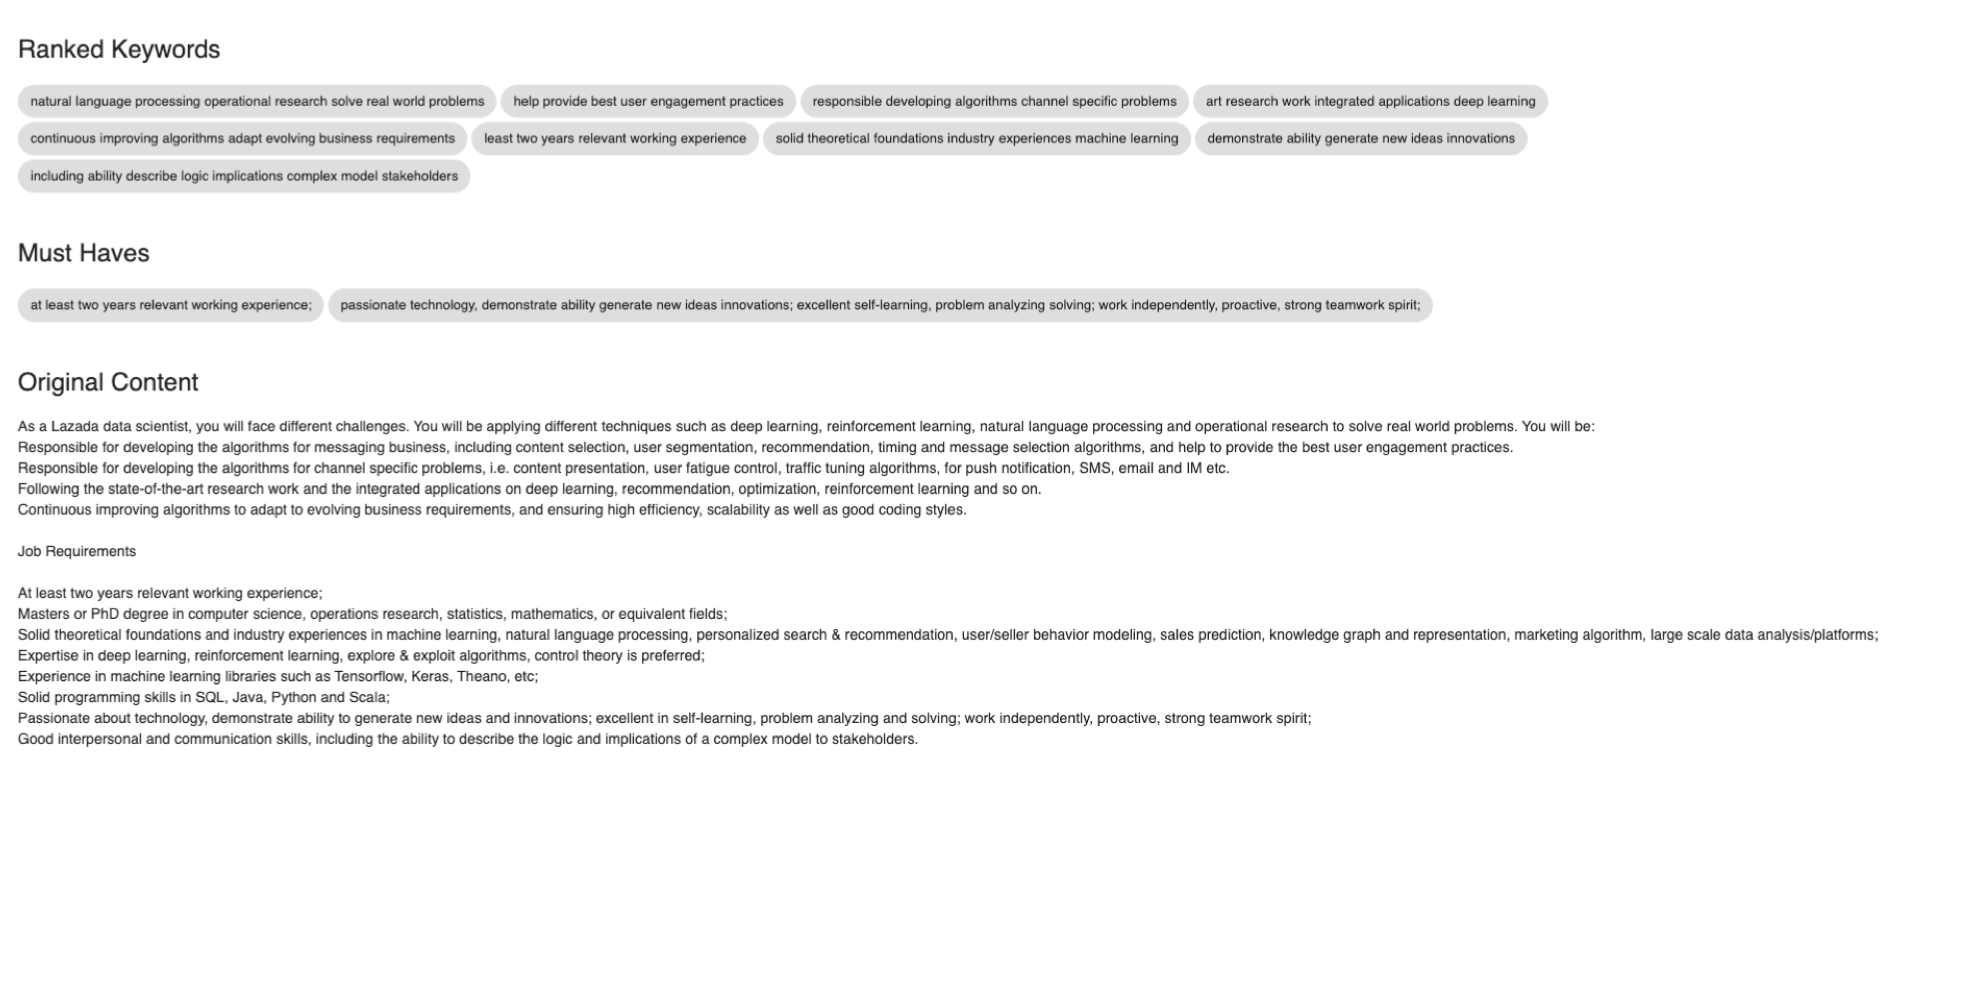 Ranked Keywords
natural language processing operational research solve real world problems help provide best user engagement practices responsible developing algorithms channel specific problems art research work integrated applications deep learning
continuous improving algorithms adapt evolving business requirements least two years relevant working experience solid theoretical foundations industry experiences machine learning demonstrate ability generate new ideas innovations
including ability describe logic implications complex model stakeholders
Must Haves
at least two years relevant working experience; passionate technology, demonstrate ability generate new ideas innovations; excellent self-learning, problem analyzing solving; work independently, proactive, strong teamwork spirit;
Original Content
As a Lazada data scientist, you will face different challenges. You will be applying different techniques such as deep learning, reinforcement learning, natural language processing and operational research to solve real world problems. You will be:
Responsible for developing the algorithms for messaging business, including content selection, user segmentation, recommendation, timing and message selection algorithms, and help to provide the best user engagement practices.
Responsible for developing the algorithms for channel specific problems, i.e. content presentation, user fatigue control, traffic tuning algorithms, for push notification, SMS, email and IM etc.
Following the state-of-the-art research work and the integrated applications on deep learning, recommendation, optimization, reinforcement learning and so on.
Continuous improving algorithms to adapt to evolving business requirements, and ensuring high efficiency, scalability as well as good coding styles.
Job Requirements
At least two years relevant working experience;
Masters or PhD degree in computer science, operations research, statistics, mathematics, or equivalent fields;
Solid theoretical foundations and industry experiences in machine learning, natural language processing, personalized search & recommendation, user/seller behavior modeling, sales prediction, knowledge graph and representation, marketing algorithm, large scale data analysis/platforms;
Expertise in deep learning, reinforcement learning, explore & exploit algorithms, control theory is preferred;
Experience in machine learning libraries such as Tensorflow, Keras, Theano, etc;
Solid programming skills in SQL, Java, Python and Scala;
Passionate about technology, demonstrate ability to generate new ideas and innovations; excellent in self-learning, problem analyzing and solving; work independently, proactive, strong teamwork spirit;
Good interpersonal and communication skills, including the ability to describe the logic and implications of a complex model to stakeholders.